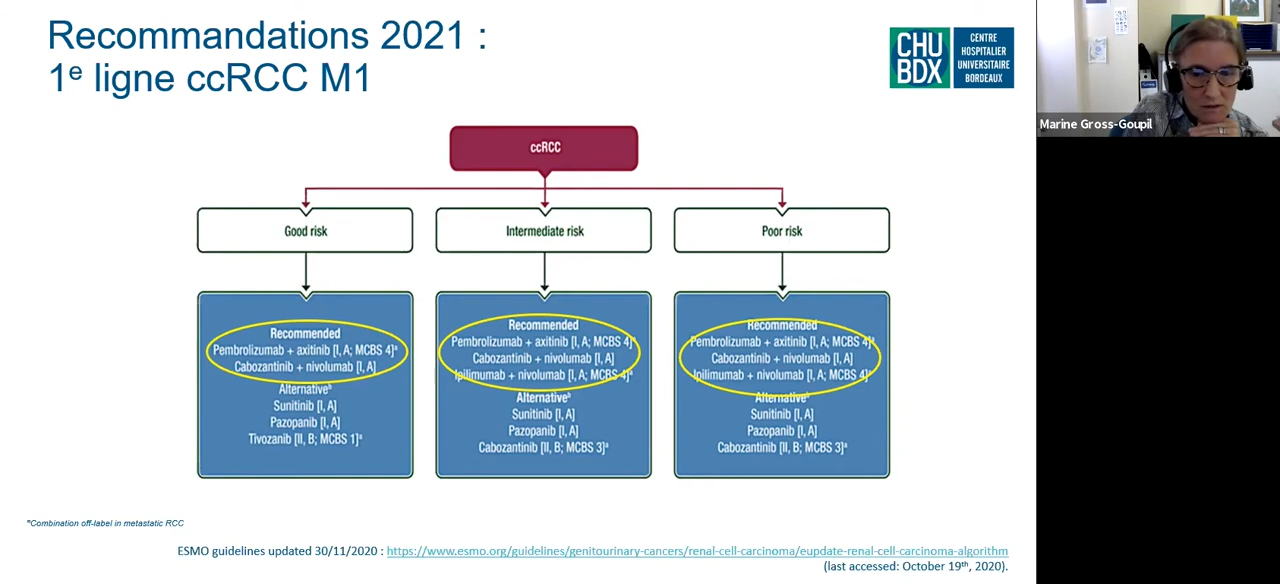 Recommandations 2021 :
1e ligne ccRCC M1
CHU
BDX
CENTRE
HOSPITALIER
UNIVERSITAIRE
BORDEAUX
Marine Gross-Goupil
ccRCC
Good risk
Intermediate risk
Poor risk
Recommended
Pembrolizumab + axitinib [I, A; MCBS 4]a
Cabozantinib + nivolumab [I, A]
Alternativeb
Sunitinib [I, A]
Pazopanib [I, A]
Tivozanib [II, B; MCBS 1]a
Recommended
Pembrolizumab + axitinib [I, A; MCBS 4]a
Cabozantinib + nivolumab [I, A]
Ipilimumab + nivolumab [I, A; MCBS 4]a
Alternativeb
Sunitinib [I, A]
Pazopanib [I, A]
Cabozantinib [II, B; MCBS 3]a
Recommended
Pembrolizumab + axitinib [I, A; MCBS 4]a
Cabozantinib + nivolumab [I, A]
Ipilimumab + nivolumab [I, A; MCBS 4]a
Alternativeb
Sunitinib [I, A]
Pazopanib [I, A]
Cabozantinib [II, B; MCBS 3]a
Combination off-label in metastatic RCC
ESMO guidelines updated 30/11/2020 : https://www.esmo.org/guidelines/genitourinary-cancers/renal-cell-carcinoma/eupdate-renal-cell-carcinoma-algorithm
(last accessed: October 19th, 2020).